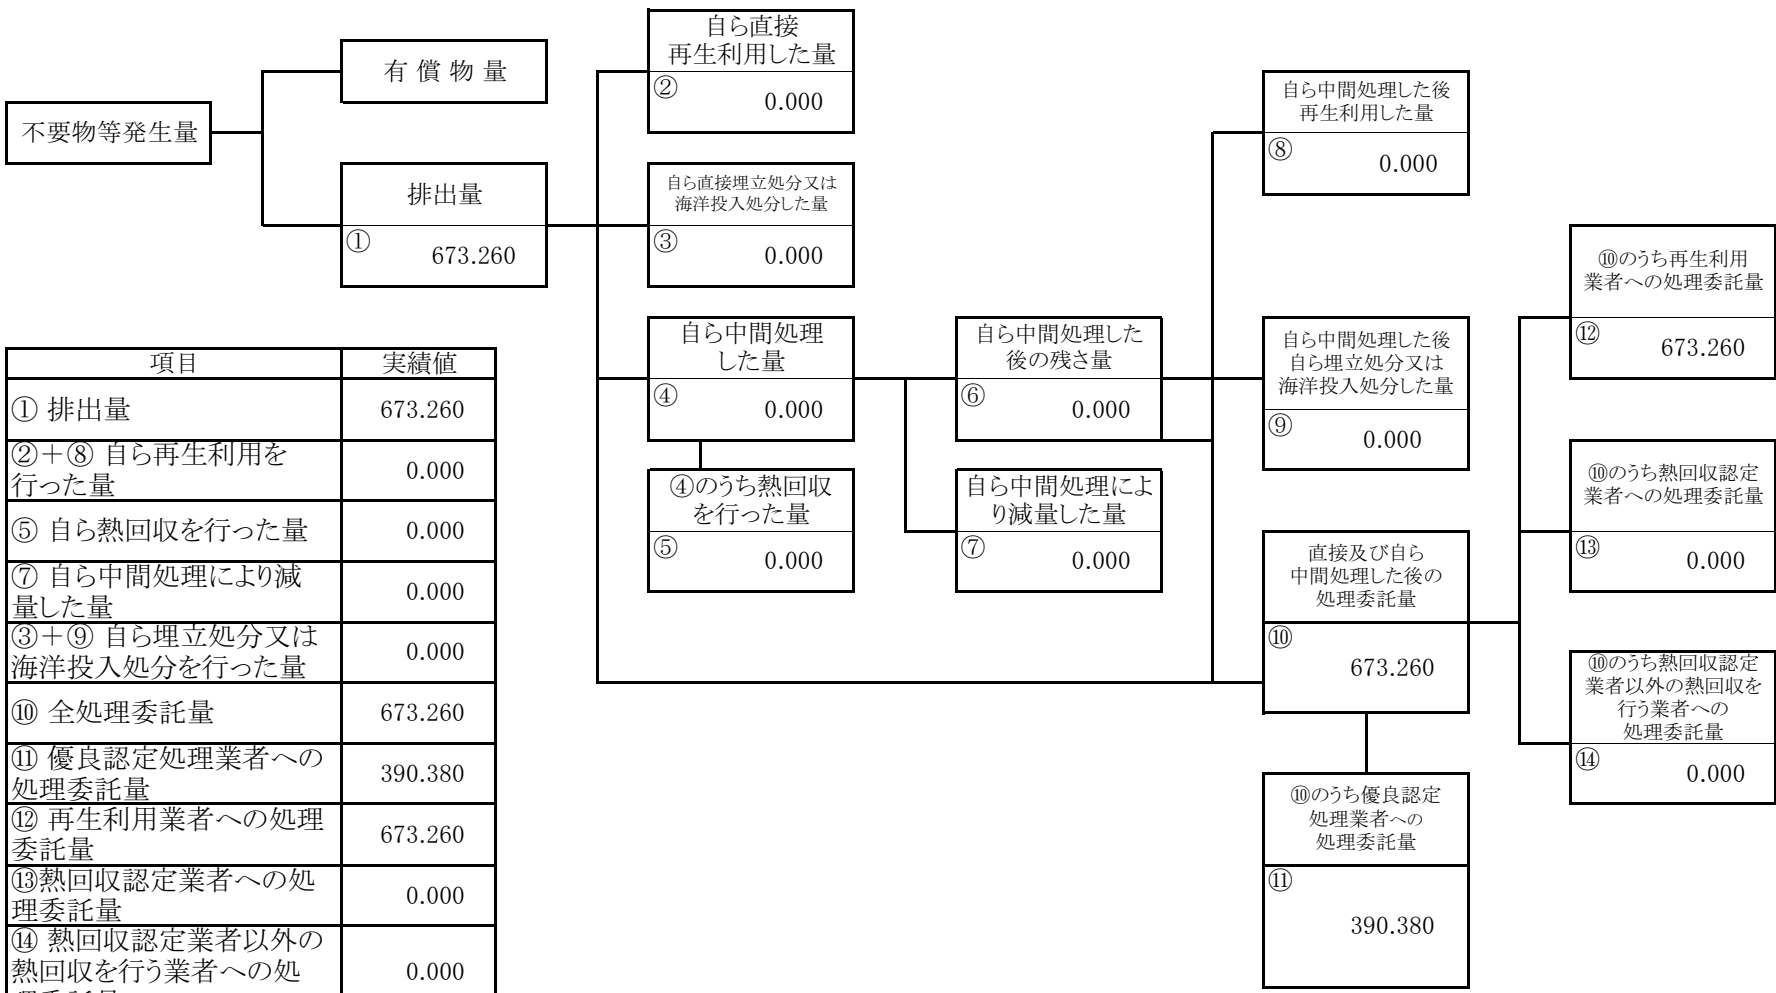 不要物等発生量
有 償 物 量
排出量
①
673.260
自ら直接
再生利用した量
②
0.000
自ら直接埋立処分又は
海洋投入処分した量
③
0.000
自ら中間処理
した量
④
0.000
④のうち熱回収
を行った量
⑤
0.000
自ら中間処理した
後の残さ量
⑥
0.000
自ら中間処理によ
り減量した量
⑦
0.000
自ら中間処理した後
再生利用した量
⑧
0.000
自ら中間処理した後
自ら埋立処分又は
海洋投入処分した量
⑨
0.000
直接及び自ら
中間処理した後の
処理委託量
⑩
673.260
⑩のうち優良認定
処理業者への
処理委託量
⑪
390.380
⑩のうち再生利用
業者への処理委託量
⑫
673.260
⑩のうち熱回収認定
業者への処理委託量
⑬
0.000
⑩のうち熱回収認定
業者以外の熱回収を
行う業者への
処理委託量
⑭
0.000
項目 実績値
① 排出量 673.260
②＋⑧ 自ら再生利用を
行った量 0.000
⑤ 自ら熱回収を行った量 0.000
⑦ 自ら中間処理により減
量した量 0.000
③＋⑨ 自ら埋立処分又は
海洋投入処分を行った量 0.000
⑩ 全処理委託量 673.260
⑪ 優良認定処理業者への
処理委託量 390.380
⑫ 再生利用業者への処理
委託量 673.260
⑬熱回収認定業者への処
理委託量 0.000
⑭ 熱回収認定業者以外の
熱回収を行う業者への処 0.000